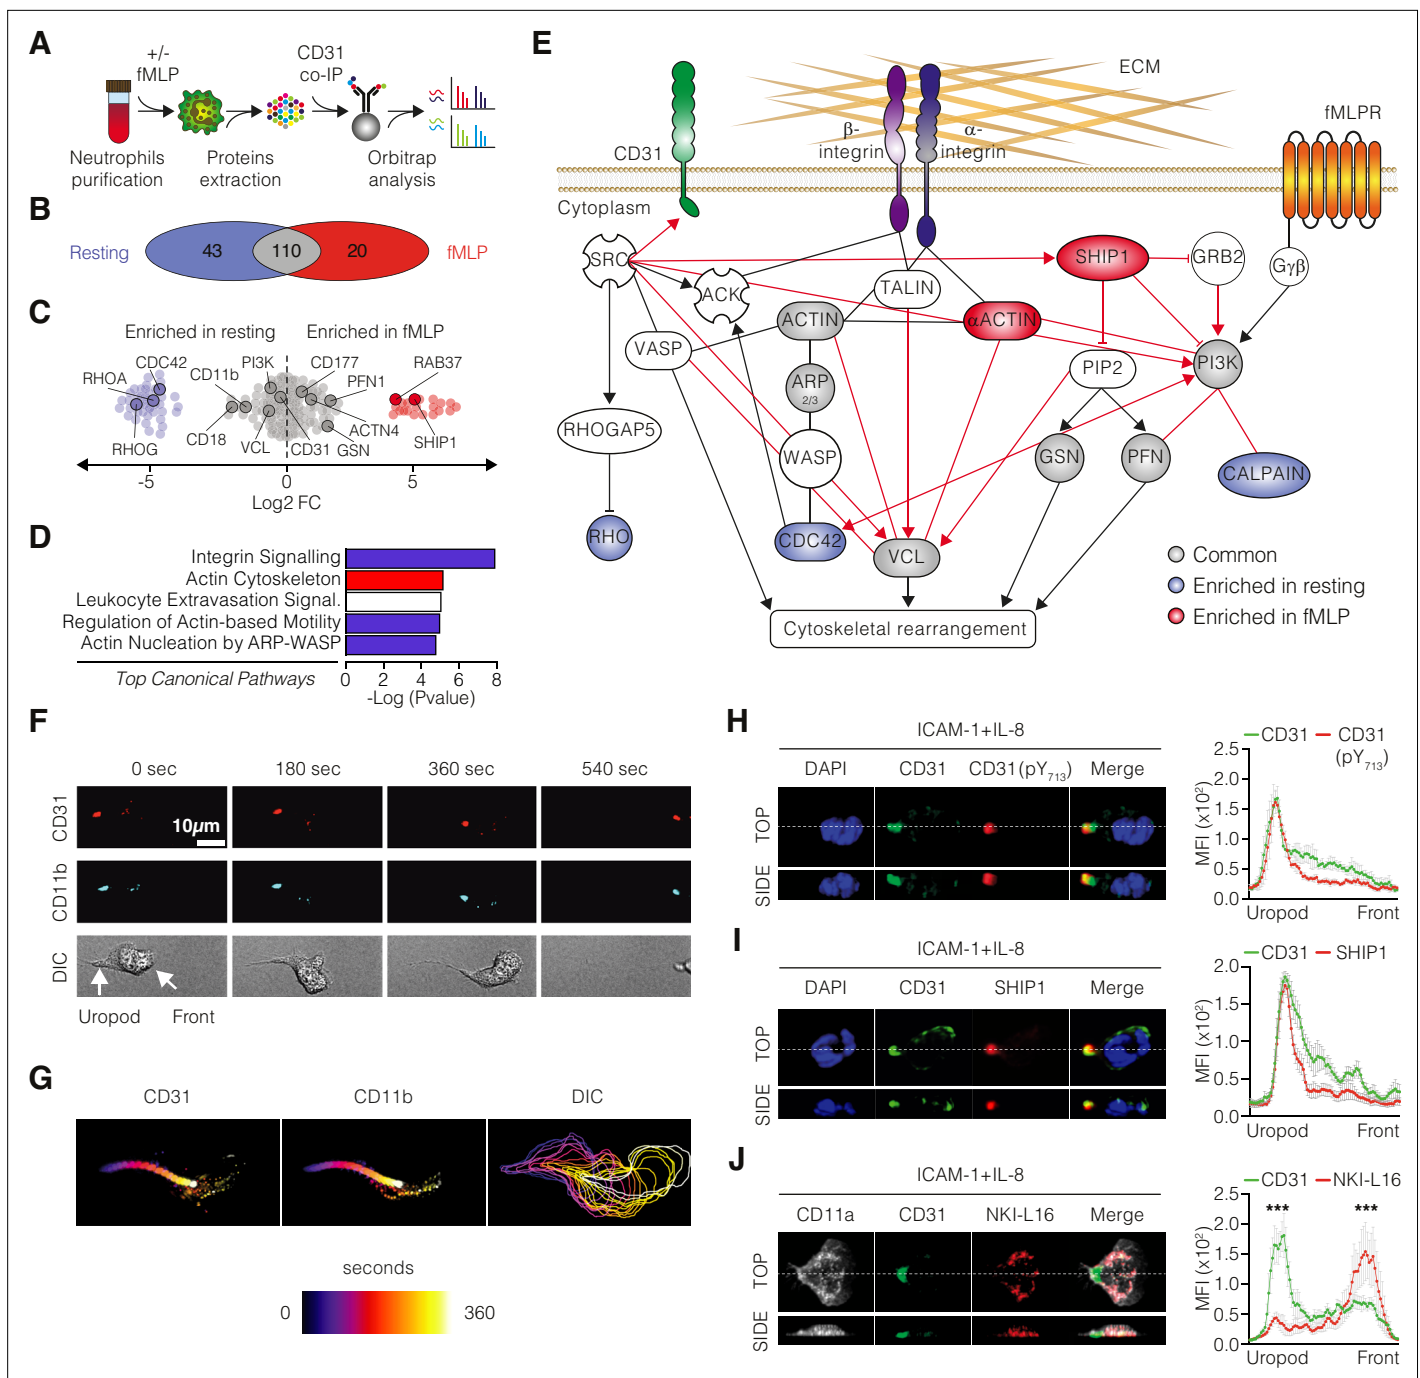 A
+/-
fMLP
CD31
co-IP
Neutrophils
purification
Proteins
extraction
Orbitrap
analysis
B
Resting
43
110
20
fMLP
C
Enriched in resting
Enriched in fMLP
CDC42
PI3K
CD177
RAB37
RHOA
CD11b
PFN1
RHOG
CD18
VCL
CD31
GSN
ACTN4
SHIP1
-5
0
5
Log2 FC
D
Integrin Signalling
Actin Cytoskeleton
Leukocyte Extravasation Signal.
Regulation of Actin-based Motility
Actin Nucleation by ARP-WASP
Top Canonical Pathways
0 2 4 6 8
-Log (Pvalue)
E
ECM
fMLPR
β-
integrin
α-
integrin
CD31
Cytoplasm
SRC
ACK
TALIN
SHIP1
GRB2
Gγβ
ACTIN
αACTIN
VASP
PIP2
PI3K
ARP
2/3
RHOGAP5
WASP
GSN
PFN
CALPAIN
RHO
CDC42
VCL
Common
Enriched in resting
Enriched in fMLP
Cytoskeletal rearrangement
F
0 sec
180 sec
360 sec
540 sec
CD31
10µm
CD11b
DIC
Uropod
Front
G
CD31
CD11b
DIC
seconds
0
360
H
ICAM-1+IL-8
DAPI
CD31
CD31(pY713)
Merge
TOP
SIDE
CD31
CD31
(pY713)
MFI (x10²)
2.5
2.0
1.5
1.0
0.5
0.0
Uropod
Front
I
ICAM-1+IL-8
DAPI
CD31
SHIP1
Merge
TOP
SIDE
CD31
SHIP1
MFI (x10²)
2.0
1.5
1.0
0.5
0.0
Uropod
Front
J
ICAM-1+IL-8
CD11a
CD31
NKI-L16
Merge
TOP
SIDE
CD31
NKI-L16
MFI (x10²)
2.5
2.0
1.5
1.0
0.5
0.0
***
***
Uropod
Front